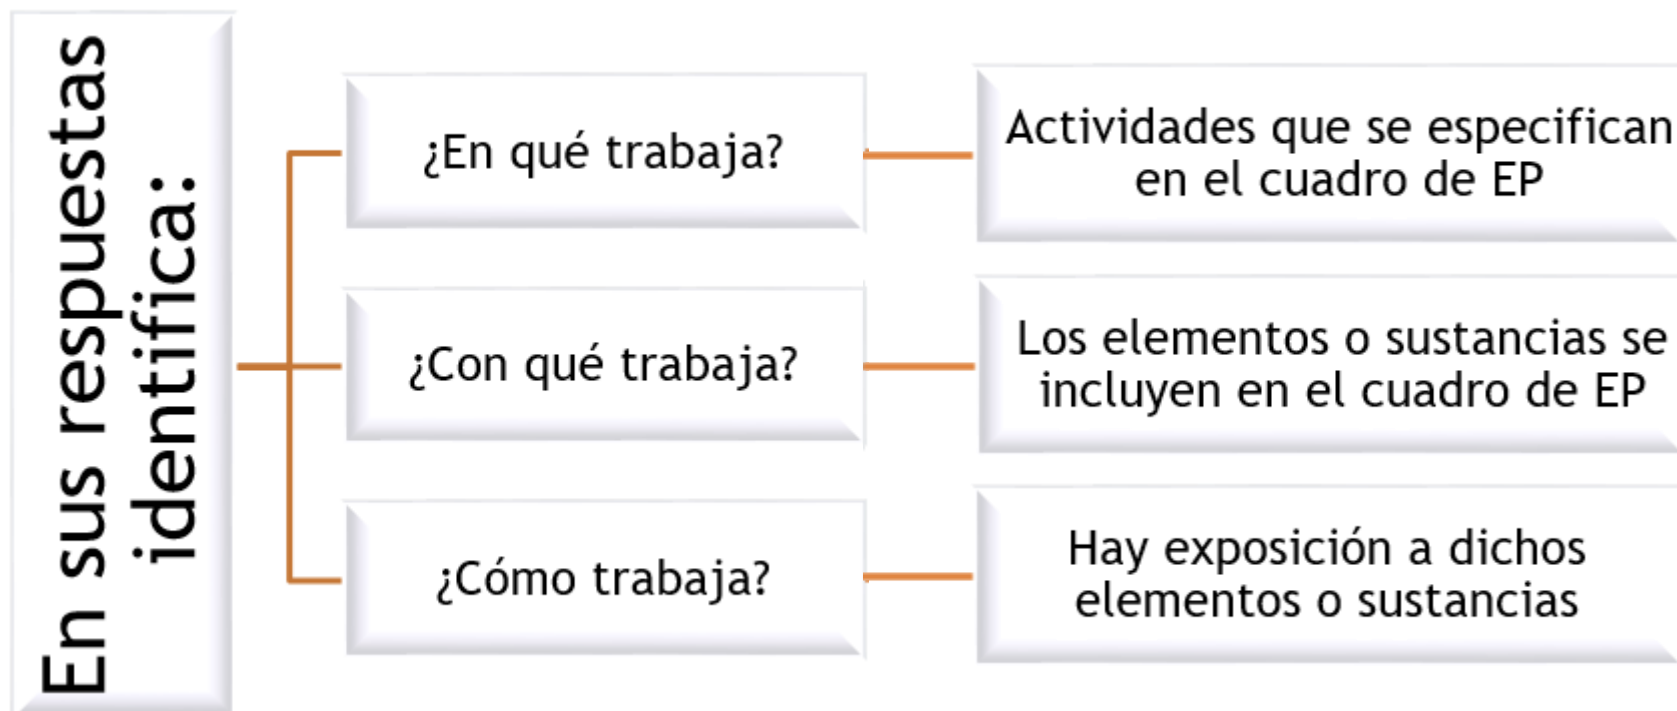 En sus respuestas
identifica:
¿En qué trabaja?
Actividades que se especifican
en el cuadro de EP
¿Con qué trabaja?
Los elementos o sustancias se
incluyen en el cuadro de EP
¿Cómo trabaja?
Hay exposición a dichos
elementos o sustancias